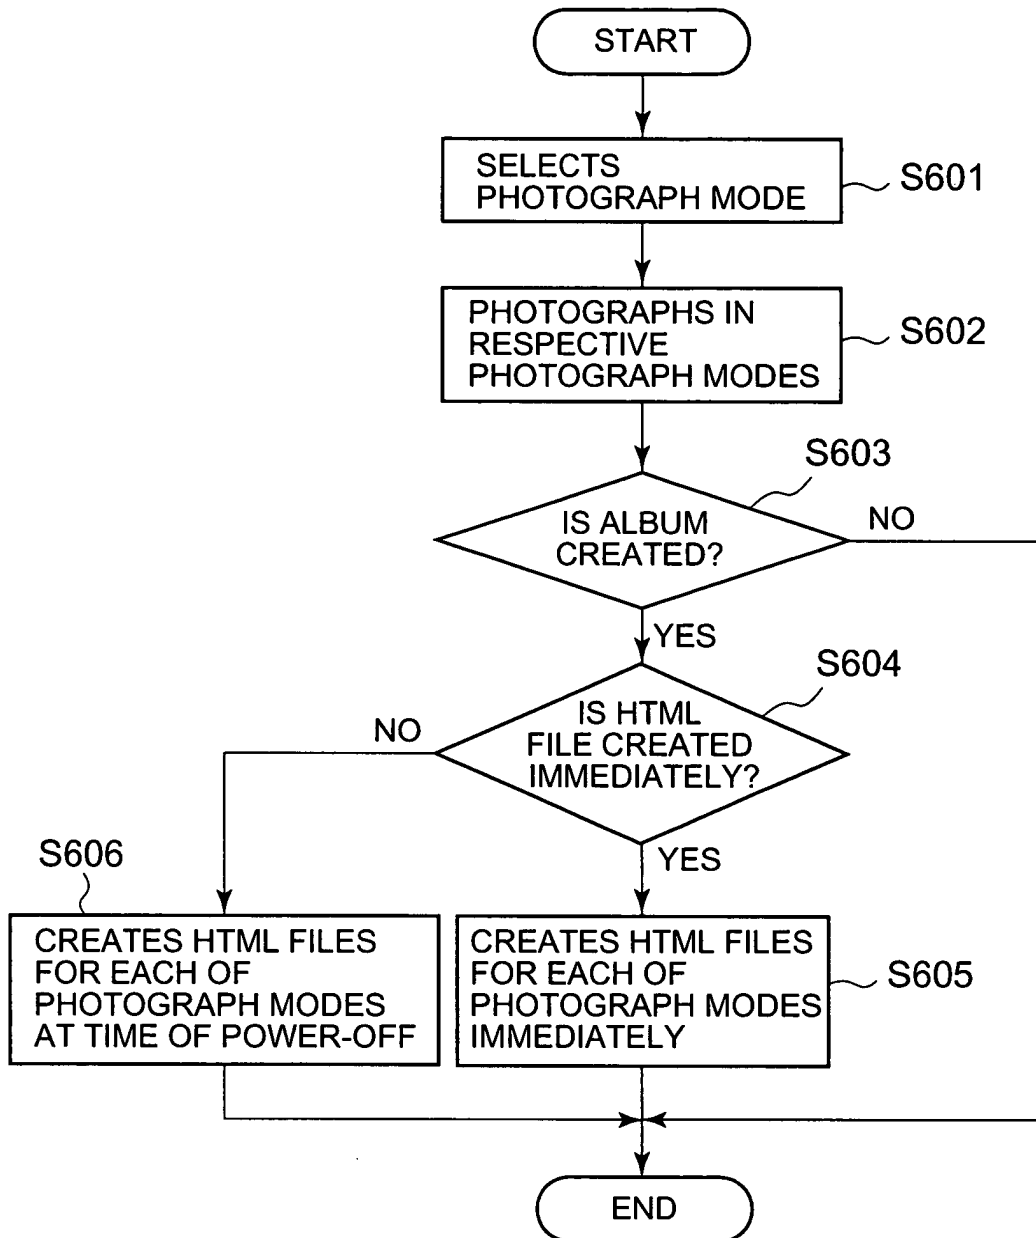 START
SELECTS
PHOTOGRAPH MODE
S601
PHOTOGRAPHS IN
RESPECTIVE
PHOTOGRAPH MODES
S602
S603
IS ALBUM
CREATED?
NO
YES
S604
IS HTML
FILE CREATED
IMMEDIATELY?
NO
YES
S606
CREATES HTML FILES
FOR EACH OF
PHOTOGRAPH MODES
AT TIME OF POWER-OFF
CREATES HTML FILES
FOR EACH OF
PHOTOGRAPH MODES
IMMEDIATELY
S605
END